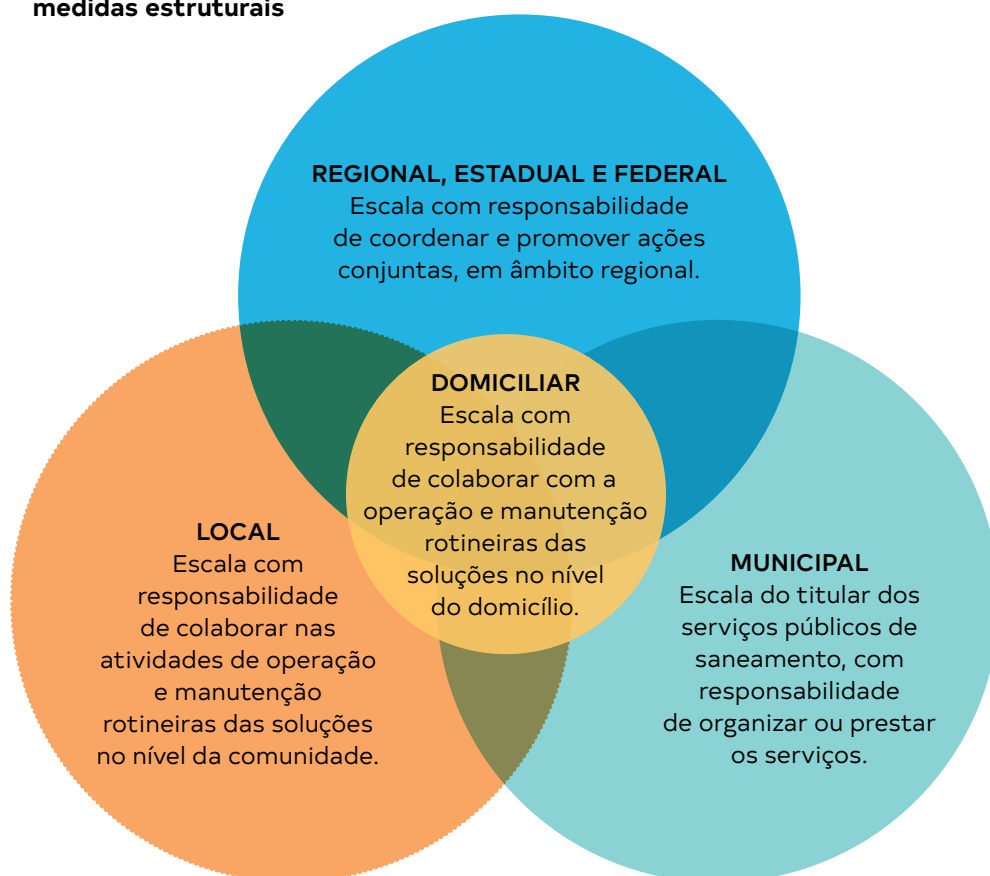 medidas estruturais
REGIONAL, ESTADUAL E FEDERAL
Escala com responsabilidade
de coordenar e promover ações
conjuntas, em âmbito regional.
DOMICILIAR
Escala com
responsabilidade
de colaborar com a
operação e manutenção
rotineiras das
soluções no nível
do domicílio.
LOCAL
Escala com
responsabilidade
de colaborar nas
atividades de operação
e manutenção
rotineiras das soluções
no nível da comunidade.
MUNICIPAL
Escala do titular dos
serviços públicos de
saneamento, com
responsabilidade
de organizar ou prestar
os serviços.